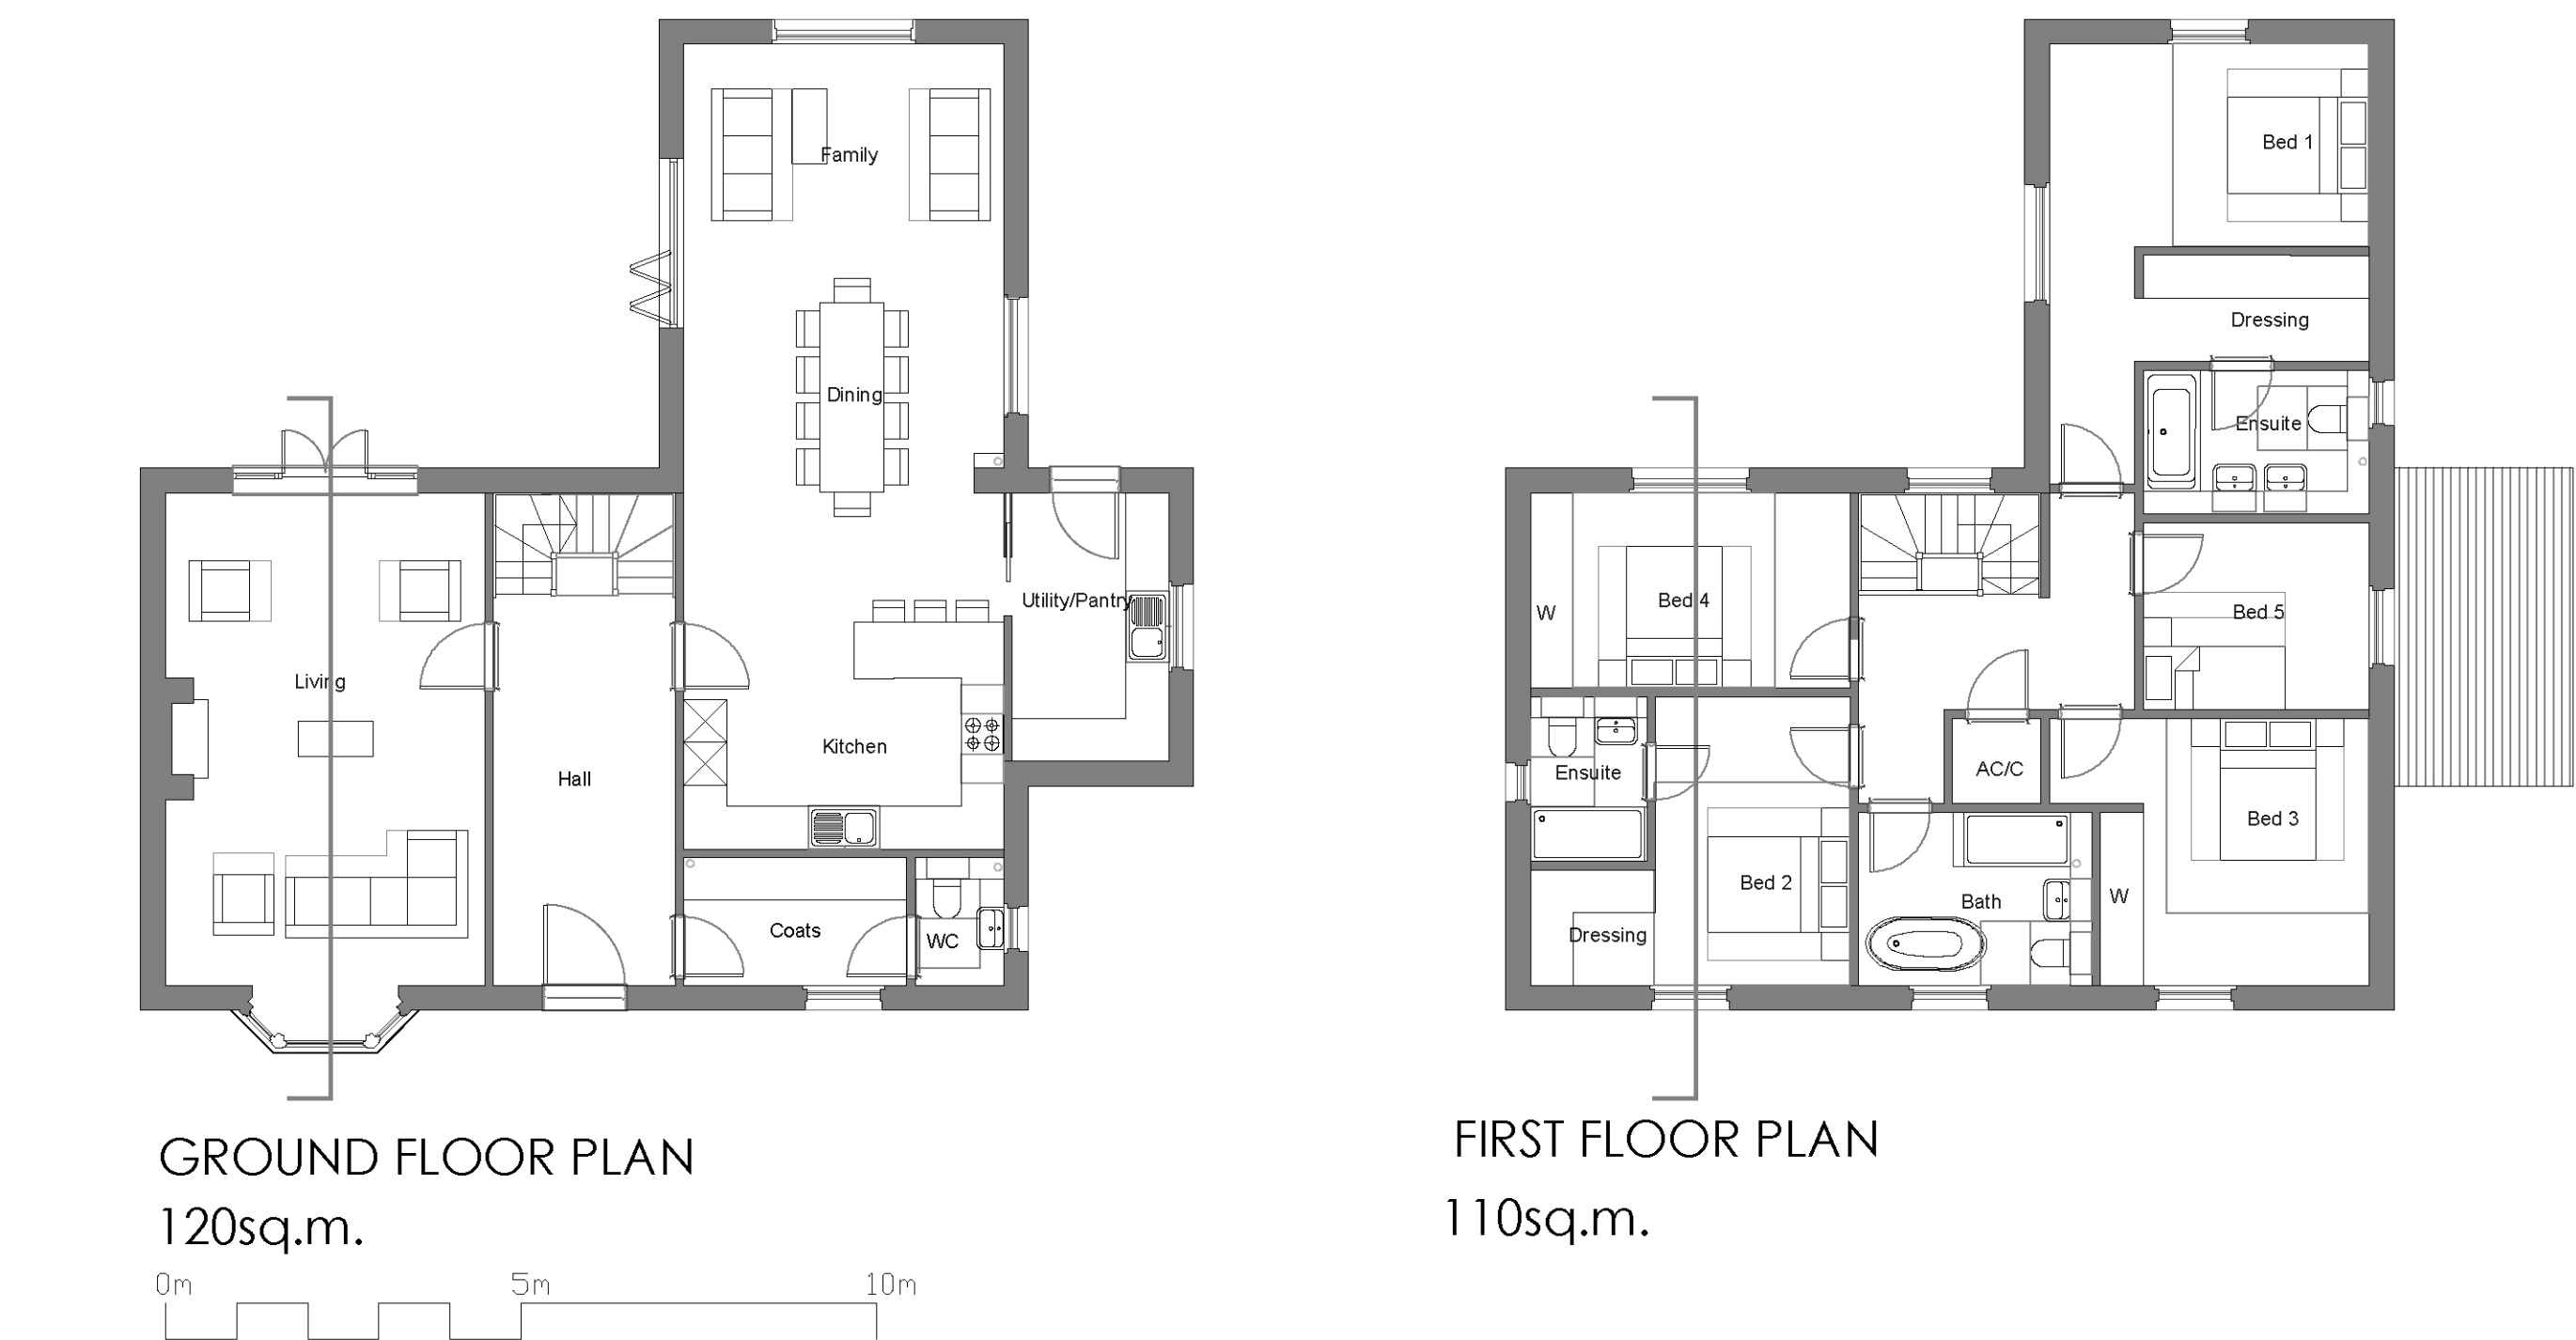 Family
Dining
Utility/Pantry
Living
Kitchen
Hall
Coats
WC
GROUND FLOOR PLAN
120sq.m.
0m 5m 10m
Bed 1
Dressing
Ensuite
Bed 4
W
Bed 5
Ensuite
AC/C
Bed 3
Bed 2
W
Bath
Dressing
FIRST FLOOR PLAN
110sq.m.